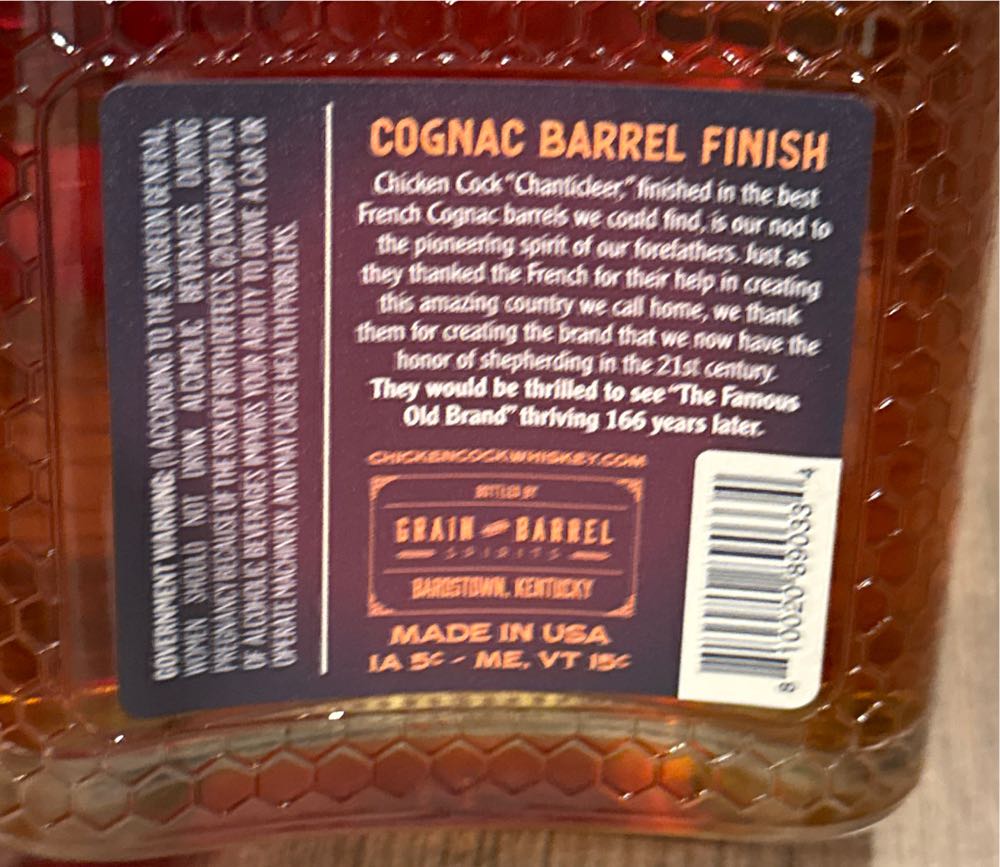 GOVERNMENT WARNING: (1) ACCORDING TO THE SURGEON GENERAL,
WOMEN SHOULD NOT DRINK ALCOHOLIC BEVERAGES DURING
PREGNANCY BECAUSE OF THE RISK OF BIRTH DEFECTS. (2) CONSUMPTION
OF ALCOHOLIC BEVERAGES IMPAIRS YOUR ABILITY TO DRIVE A CAR OR
OPERATE MACHINERY, AND MAY CAUSE HEALTH PROBLEMS.
COGNAC BARREL FINISH
Chicken Cock "Chanticleer," finished in the best
French Cognac barrels we could find, is our nod to
the pioneering spirit of our forefathers. Just as
they thanked the French for their help in creating
this amazing country we call home, we thank
them for creating the brand that we now have the
honor of shepherding in the 21st century.
They would be thrilled to see "The Famous
Old Brand" thriving 166 years later.
CHICKENCOCKWHISKEY.COM
BOTTLED BY
GRAIN AND BARREL
SPIRITS
BARDSTOWN, KENTUCKY
MADE IN USA
IA 5¢ - ME, VT 15¢
8 10020 89033 4